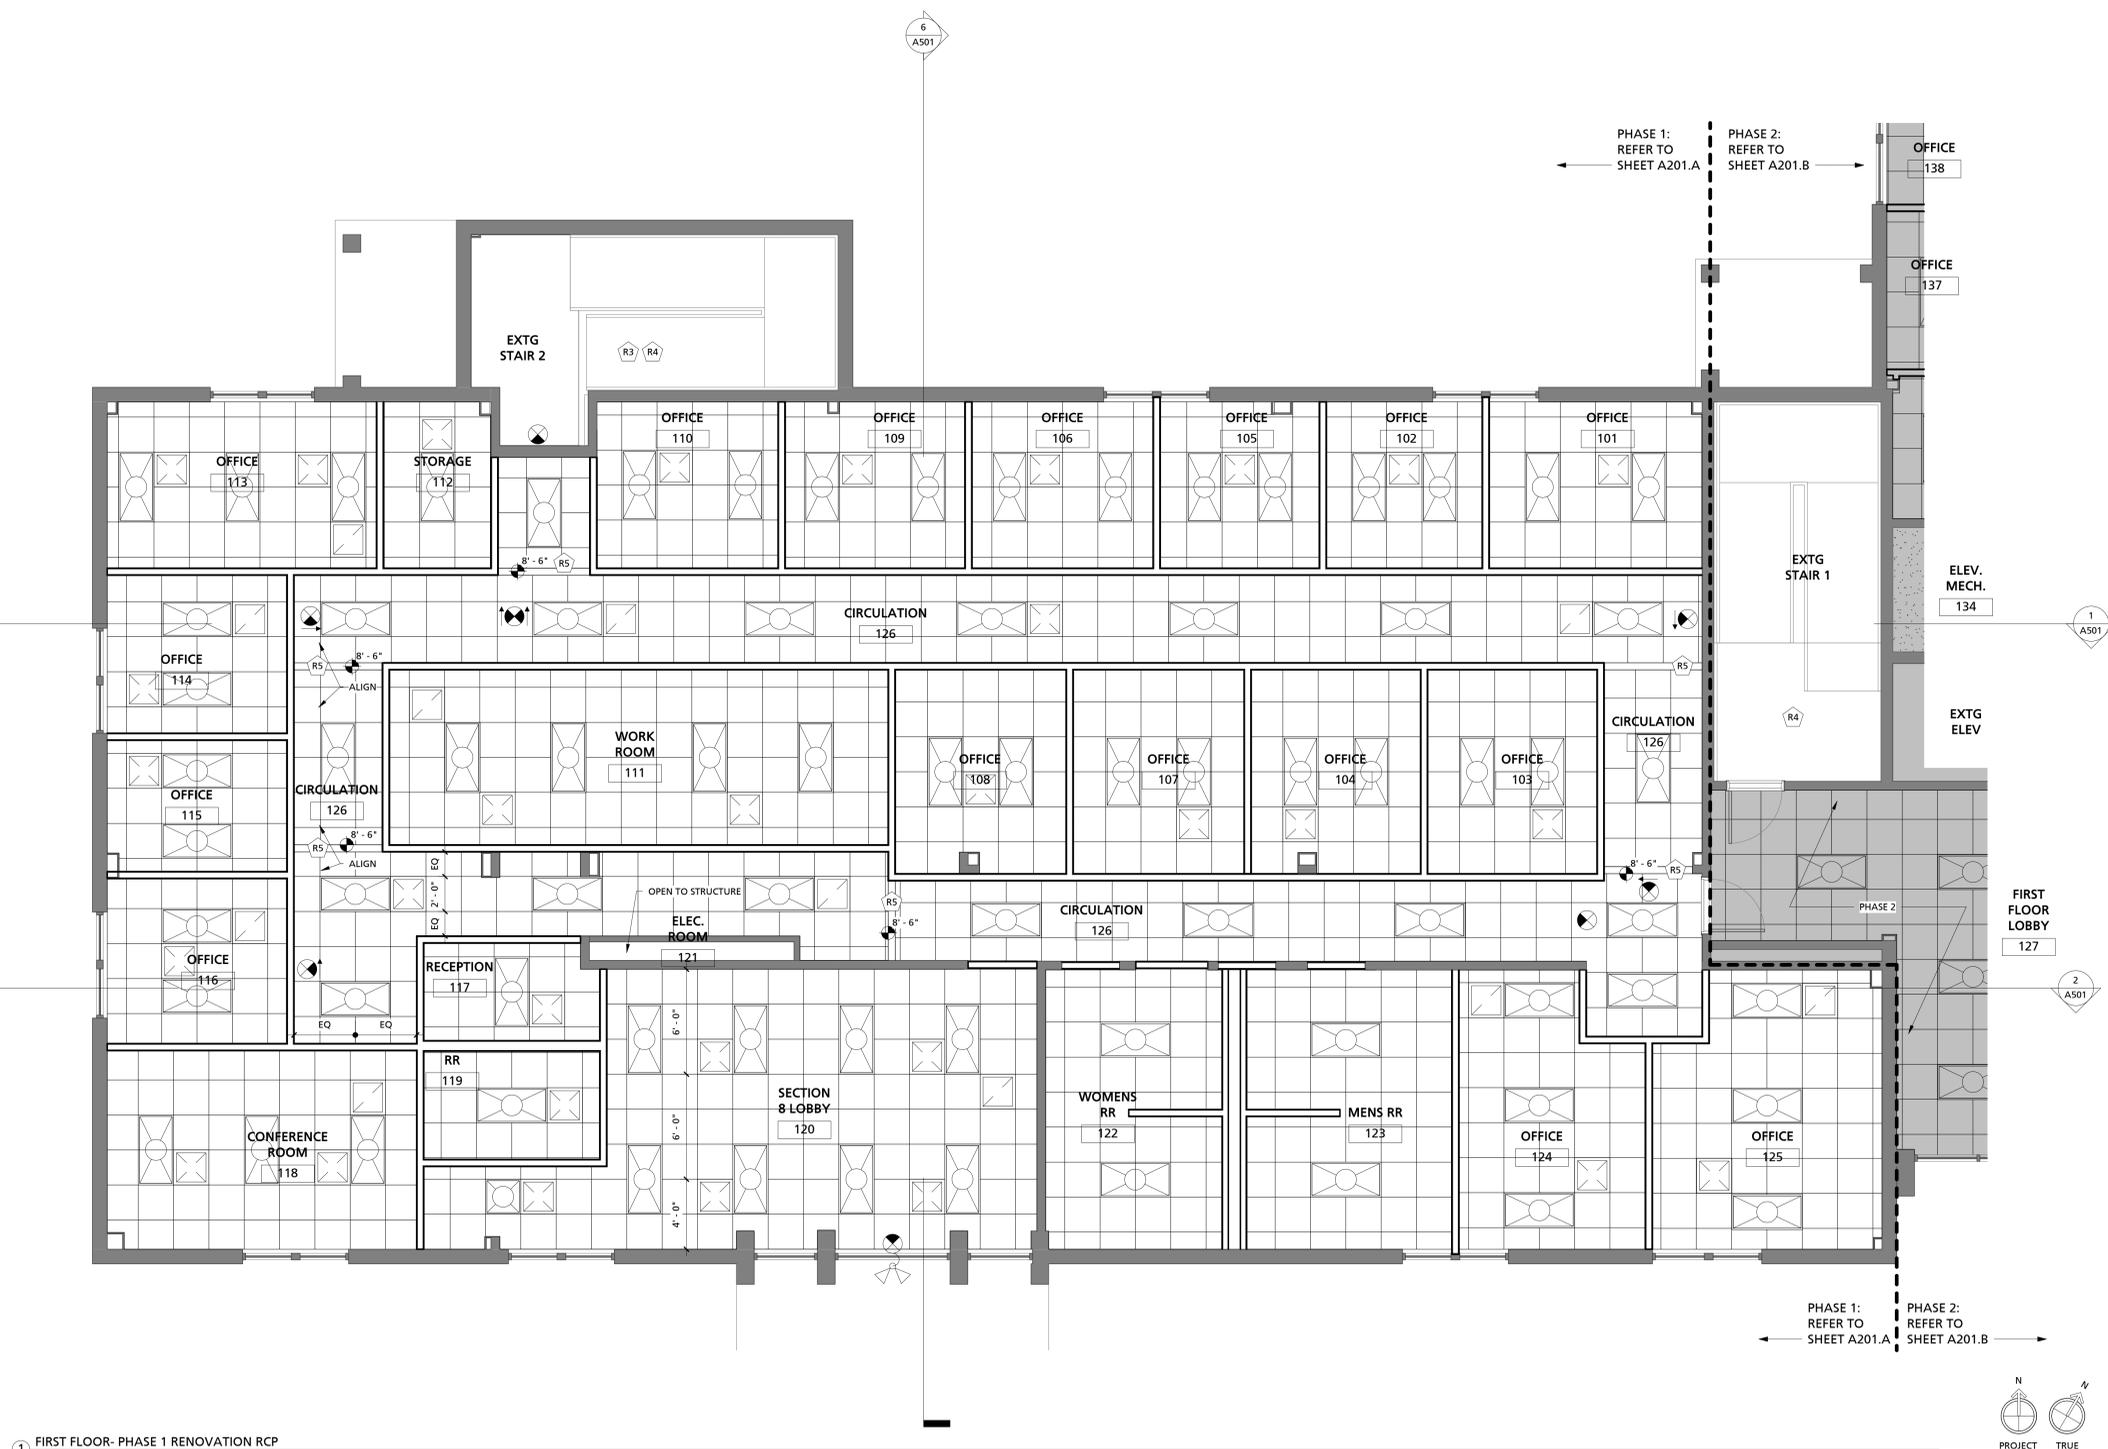 6
A501
PHASE 1:
REFER TO
SHEET A201.A
PHASE 2:
REFER TO
SHEET A201.B
OFFICE
138
OFFICE
137
EXTG
STAIR 2
R3
R4
OFFICE
113
STORAGE
112
OFFICE
110
OFFICE
109
OFFICE
106
OFFICE
105
OFFICE
102
OFFICE
101
8' - 6"
R5
EXTG
STAIR 1
ELEV.
MECH.
134
CIRCULATION
126
1
A501
OFFICE
114
R5
8' - 6"
ALIGN
R5
R4
EXTG
ELEV
CIRCULATION
126
WORK
ROOM
111
OFFICE
108
OFFICE
107
OFFICE
104
OFFICE
103
OFFICE
115
CIRCULATION
126
8' - 6"
R5
ALIGN
EQ
2' - 0"
EQ
OPEN TO STRUCTURE
ELEC.
ROOM
121
R5
8' - 6"
CIRCULATION
126
8' - 6"
R5
PHASE 2
FIRST
FLOOR
LOBBY
127
OFFICE
116
RECEPTION
117
2
A501
EQ
EQ
6' - 0"
6' - 0"
4' - 0"
RR
119
SECTION
8 LOBBY
120
WOMENS
RR
122
MENS RR
123
OFFICE
124
OFFICE
125
CONFERENCE
ROOM
118
PHASE 1:
REFER TO
SHEET A201.A
PHASE 2:
REFER TO
SHEET A201.B
N
N
PROJECT
TRUE
1
FIRST FLOOR- PHASE 1 RENOVATION RCP